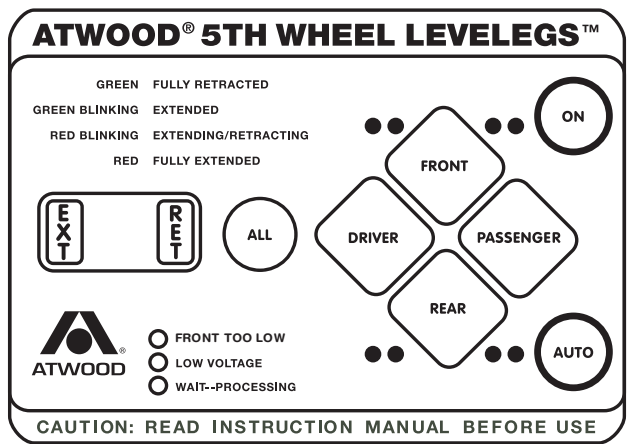 ATWOOD® 5TH WHEEL LEVELEGS™
GREEN FULLY RETRACTED
GREEN BLINKING EXTENDED
RED BLINKING EXTENDING/RETRACTING
RED FULLY EXTENDED
ON
FRONT
EXT
RET
ALL
DRIVER
PASSENGER
REAR
ATWOOD®
FRONT TOO LOW
LOW VOLTAGE
WAIT--PROCESSING
AUTO
CAUTION: READ INSTRUCTION MANUAL BEFORE USE